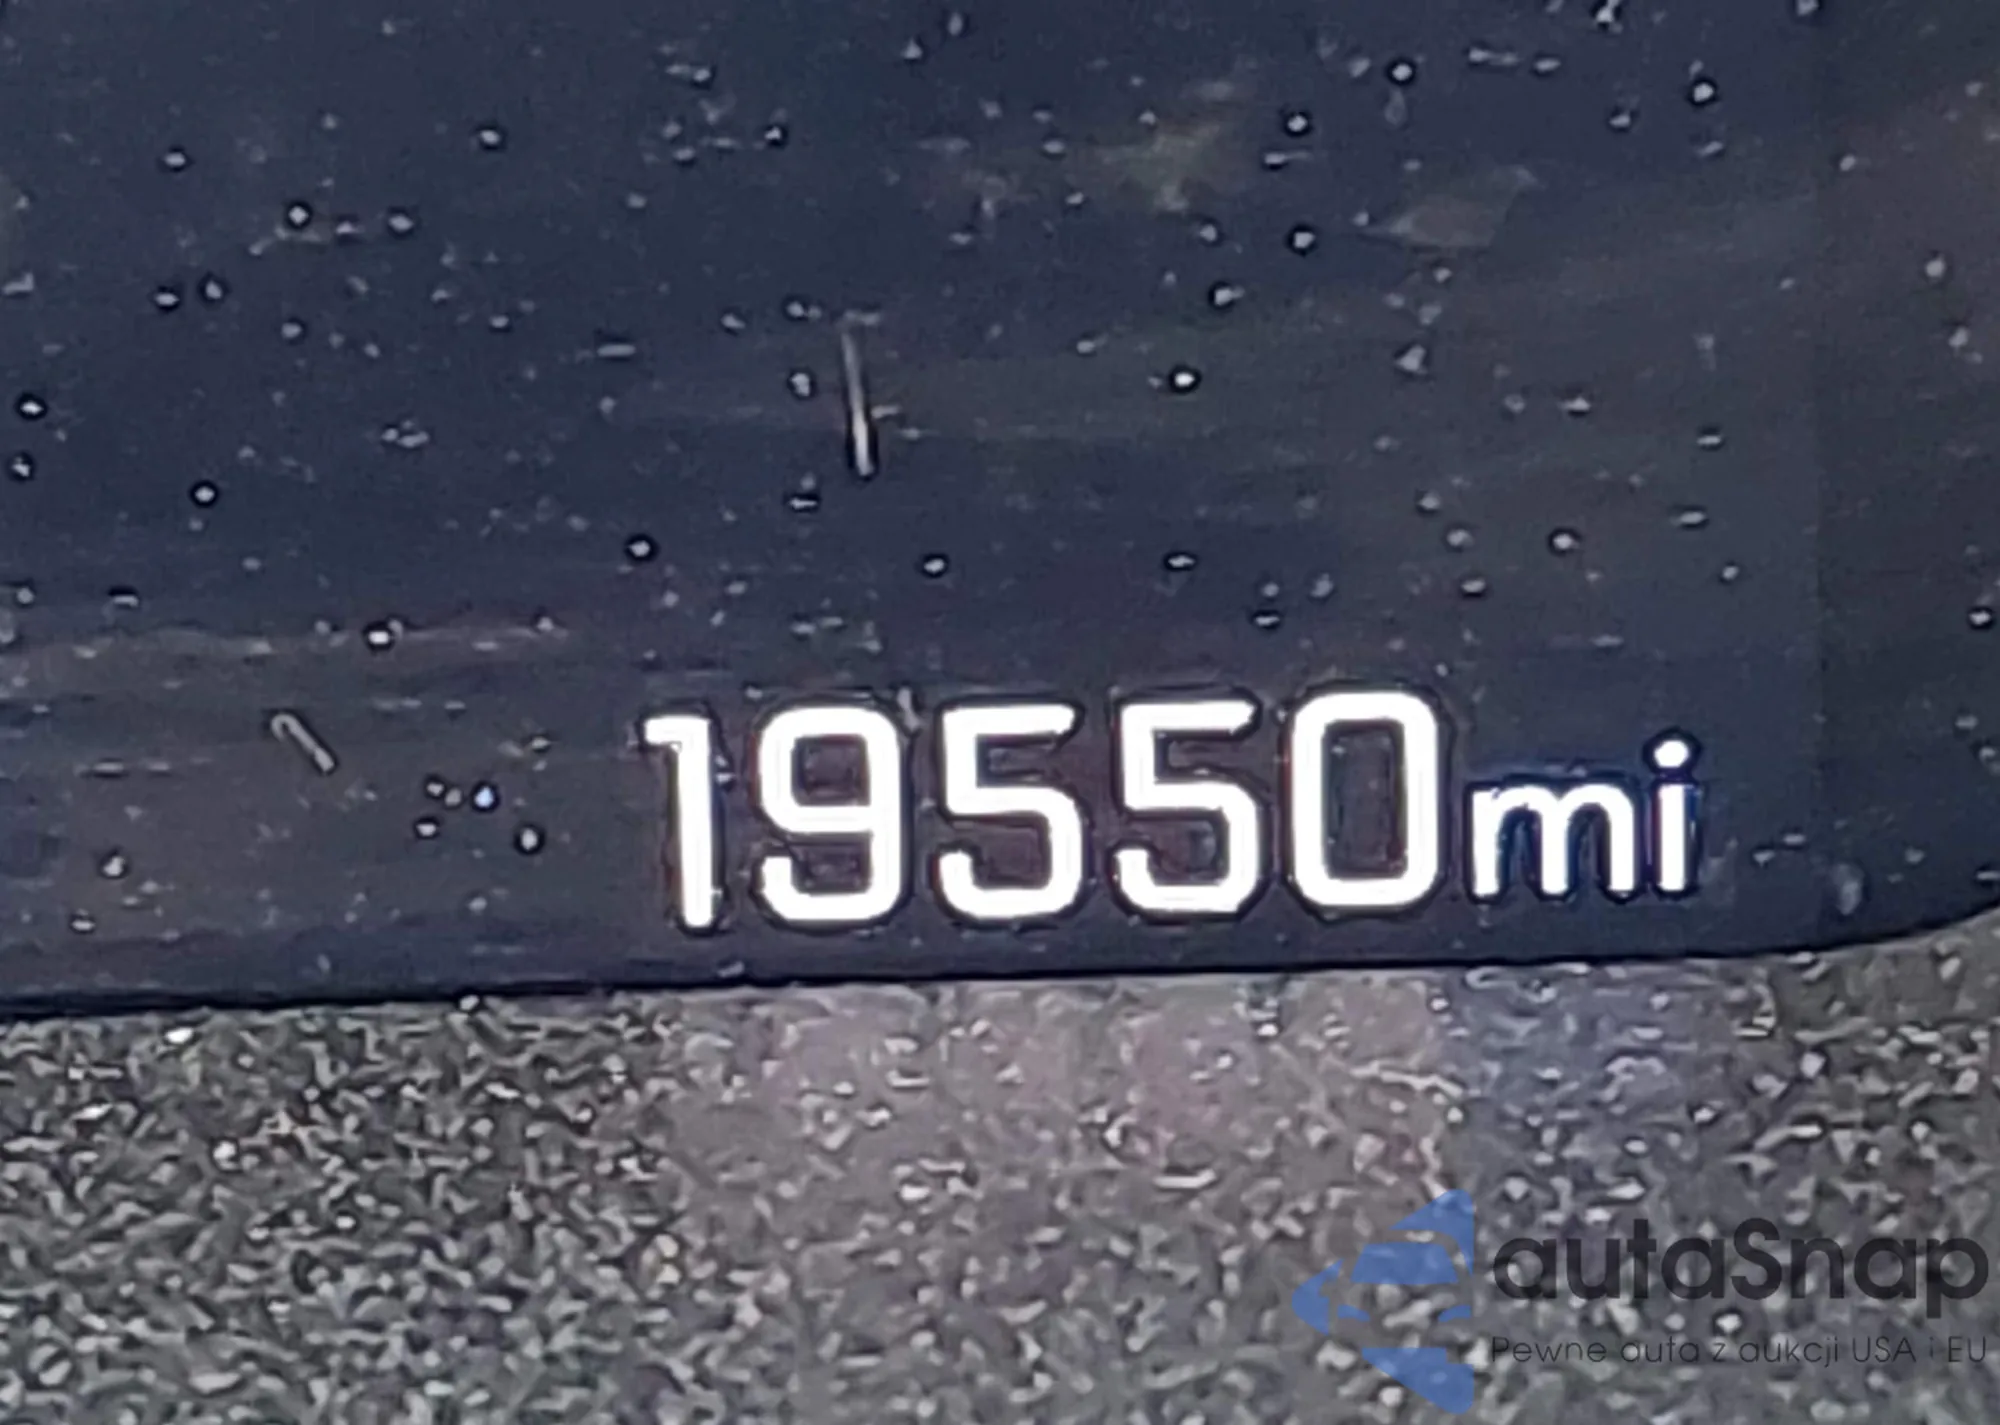 19550mi
autaSnap
Pewne auta z aukcji USA i EU